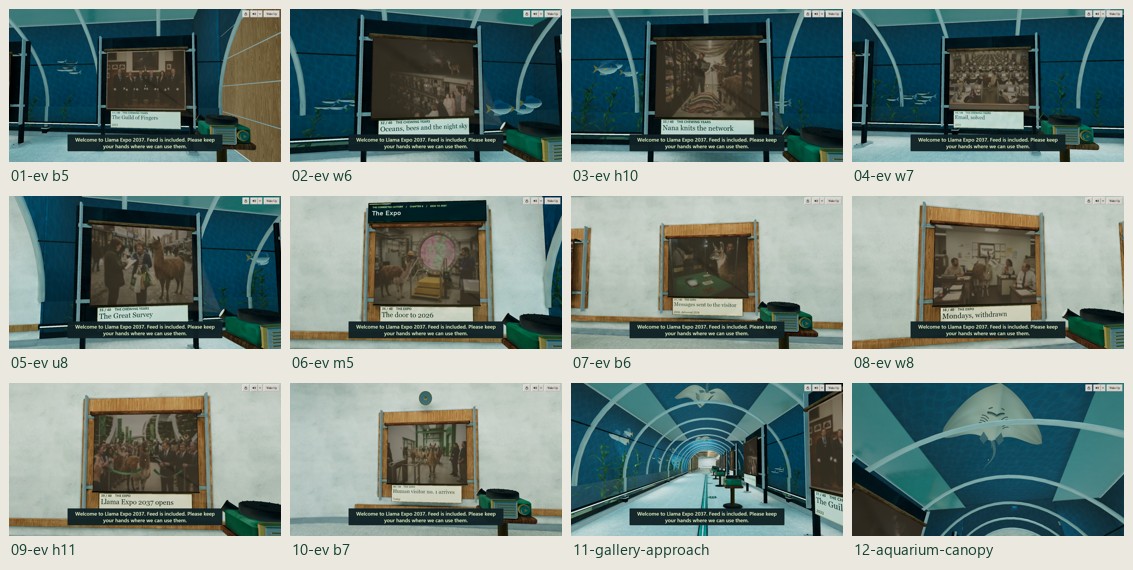 The Guild of Fingers
Welcome to Llama Expo 2037. Feed is included. Please keep
your hands where we can use them.
01-ev b5
Oceans, bees and the night sky
Welcome to Llama Expo 2037. Feed is included. Please keep
your hands where we can use them.
02-ev w6
Nana knits the network
Welcome to Llama Expo 2037. Feed is included. Please keep
your hands where we can use them.
03-ev h10
Email, solved
Welcome to Llama Expo 2037. Feed is included. Please keep
your hands where we can use them.
04-ev w7
The Great Survey
Welcome to Llama Expo 2037. Feed is included. Please keep
your hands where we can use them.
05-ev u8
The Expo
The door to 2026
Welcome to Llama Expo 2037. Feed is included. Please keep
your hands where we can use them.
06-ev m5
Messages sent to the visitor
Welcome to Llama Expo 2037. Feed is included. Please keep
your hands where we can use them.
07-ev b6
Mondays, withdrawn
Welcome to Llama Expo 2037. Feed is included. Please keep
your hands where we can use them.
08-ev w8
Llama Expo 2037 opens
Welcome to Llama Expo 2037. Feed is included. Please keep
your hands where we can use them.
09-ev h11
Human visitor no. 1 arrives
Welcome to Llama Expo 2037. Feed is included. Please keep
your hands where we can use them.
10-ev b7
The Guil
Welcome to Llama Expo 2037. Feed is included. Please keep
your hands where we can use them.
11-gallery-approach
12-aquarium-canopy